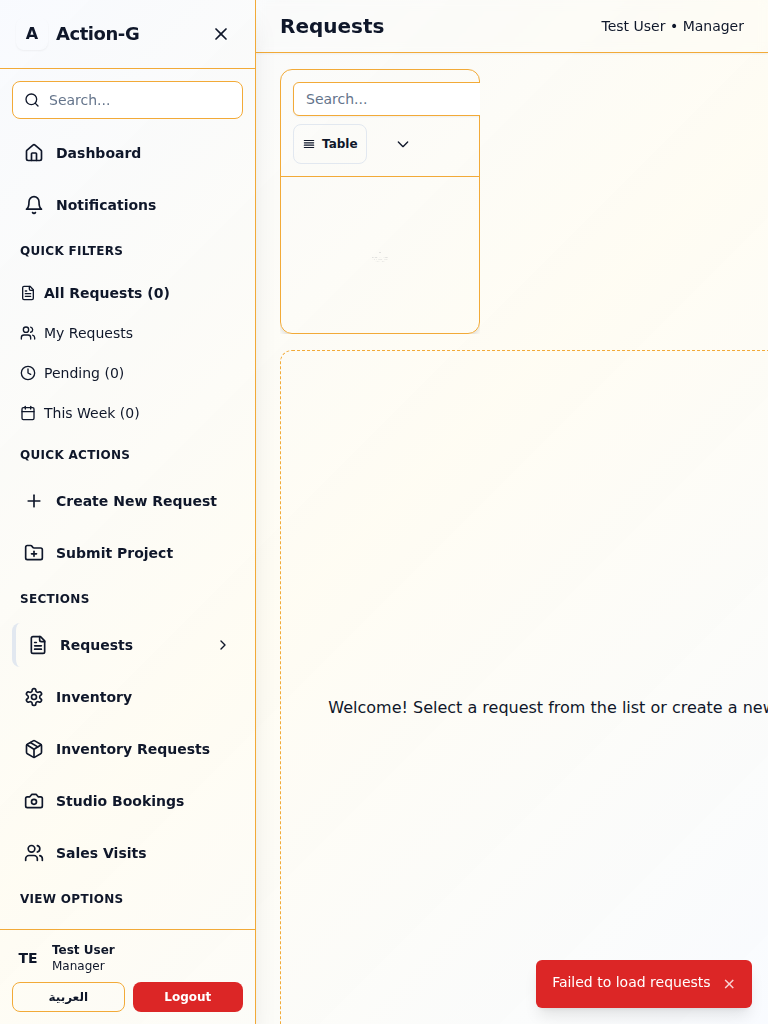 A Action-G
Search...
Dashboard
Notifications
QUICK FILTERS
All Requests (0)
My Requests
Pending (0)
This Week (0)
QUICK ACTIONS
Create New Request
Submit Project
SECTIONS
Requests
Inventory
Inventory Requests
Studio Bookings
Sales Visits
VIEW OPTIONS
TE
Test User
Manager
العربية
Logout
Requests
Test User • Manager
Search...
Table
Welcome! Select a request from the list or create a new
Failed to load requests